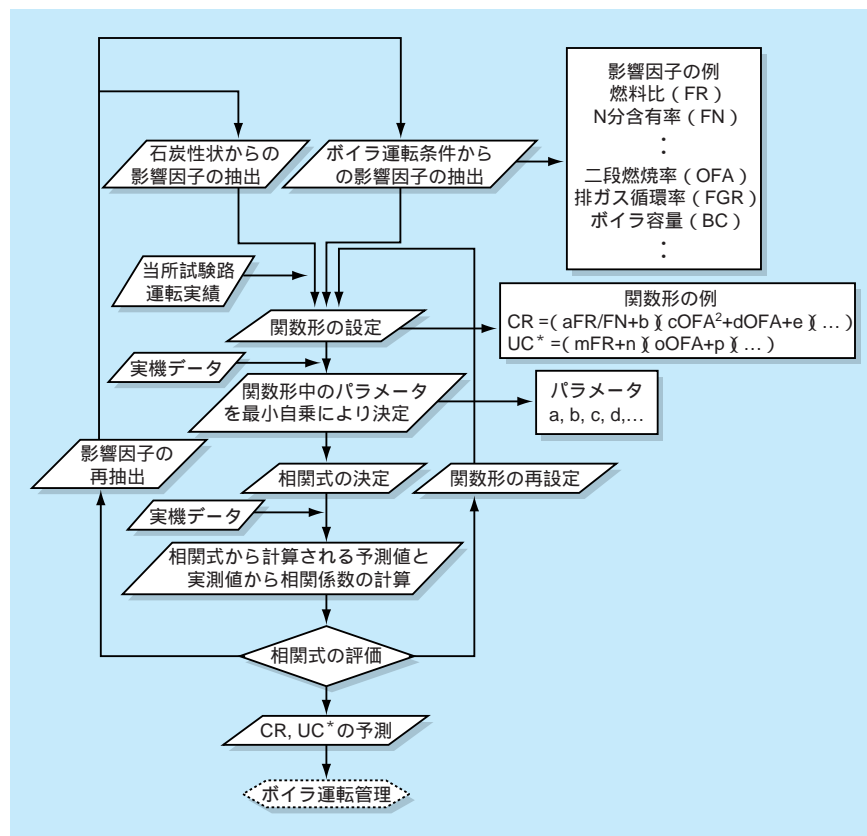 影響因子の例
燃料比（FR）
N分含有率（FN）
：
二段燃焼率（OFA）
排ガス循環率（FGR）
ボイラ容量（BC）
：
石炭性状からの
影響因子の抽出
ボイラ運転条件から
の影響因子の抽出
当所試験路
運転実績
関数形の設定
関数形の例
CR =( aFR/FN+b )( cOFA²+dOFA+e )( … )
UC* =( mFR+n )( oOFA+p )( … )
実機データ
関数形中のパラメータ
を最小自乗により決定
パラメータ
a, b, c, d,…
影響因子の
再抽出
相関式の決定
関数形の再設定
実機データ
相関式から計算される予測値と
実測値から相関係数の計算
相関式の評価
CR, UC*の予測
ボイラ運転管理